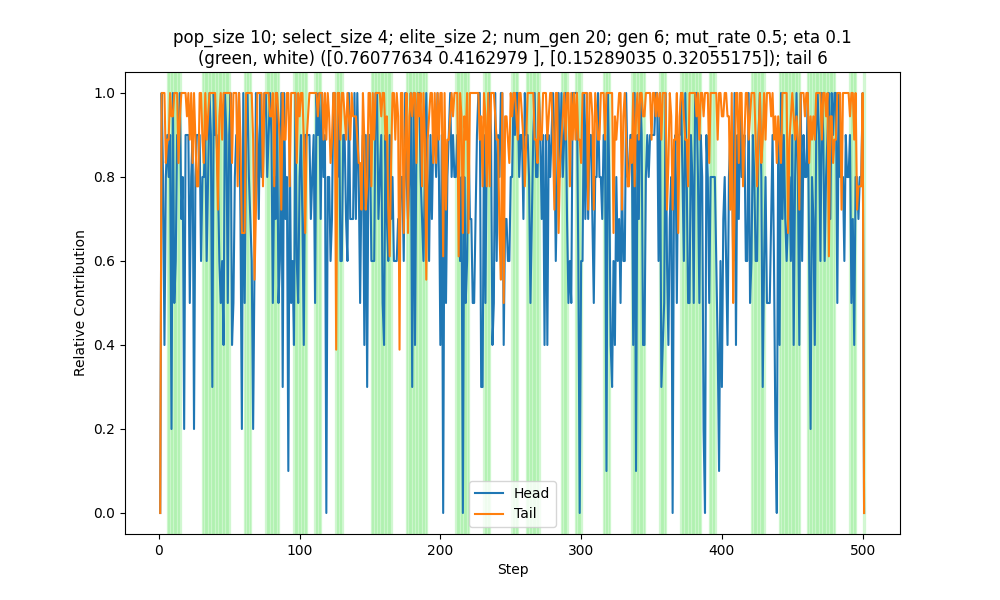 pop_size 10; select_size 4; elite_size 2; num_gen 20; gen 6; mut_rate 0.5; eta 0.1
(green, white) ([0.76077634 0.4162979 ], [0.15289035 0.32055175]); tail 6
Relative Contribution
1.0
0.8
0.6
0.4
0.2
0.0
Head
Tail
0
100
200
300
400
500
Step